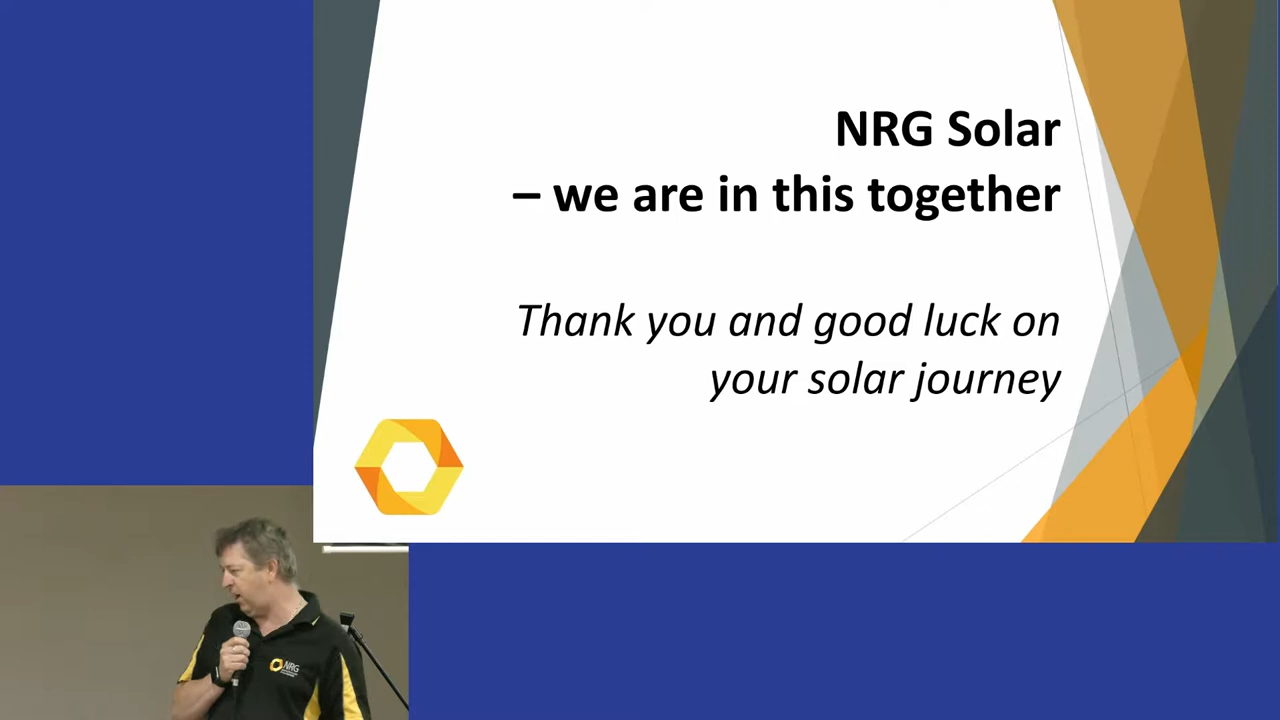 NRG Solar
– we are in this together
Thank you and good luck on
your solar journey
NRG